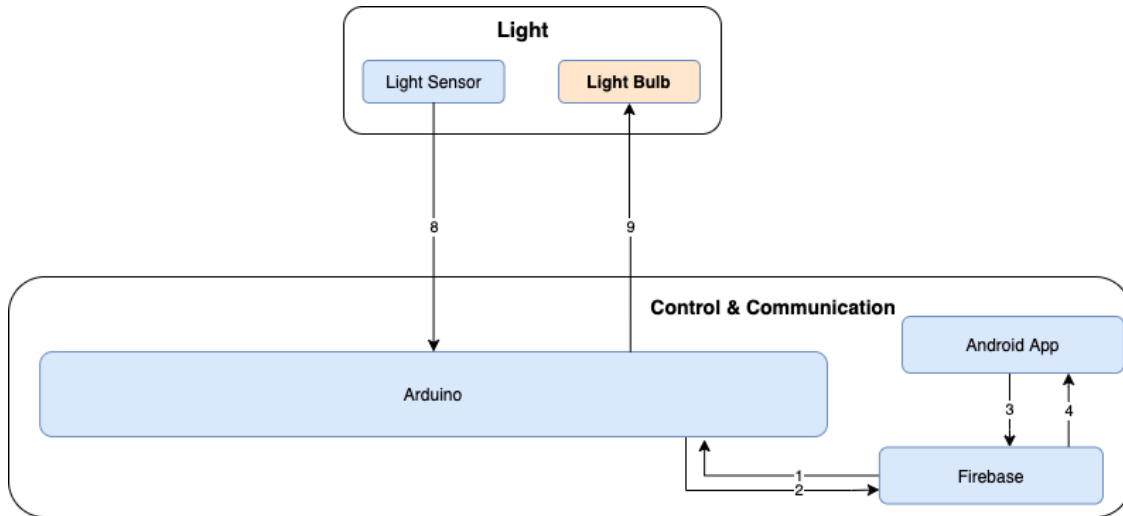 Light
Light Sensor
Light Bulb
8
9
Control & Communication
Android App
Arduino
3
4
1
2
Firebase